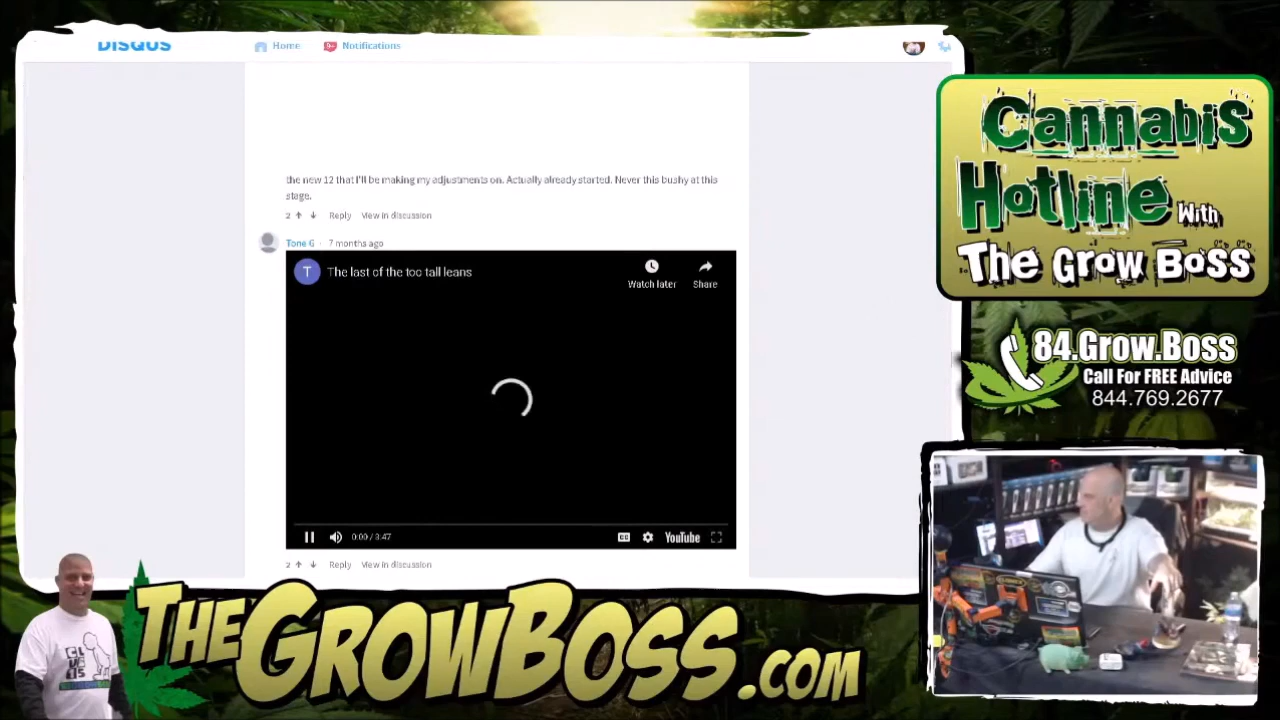 DISQUS
Home
Notifications
the new 12 that I'll be making my adjustments on. Actually already started. Never this bushy at this
stage.
2
Reply
View in discussion
Tone G · 7 months ago
T
The last of the too tall leans
Watch later
Share
0:00 / 3:47
YouTube
2
Reply
View in discussion
Cannabis
Hotline With
The Grow Boss
84.Grow.Boss
Call For FREE Advice
844.769.2677
TheGrowBoss.com